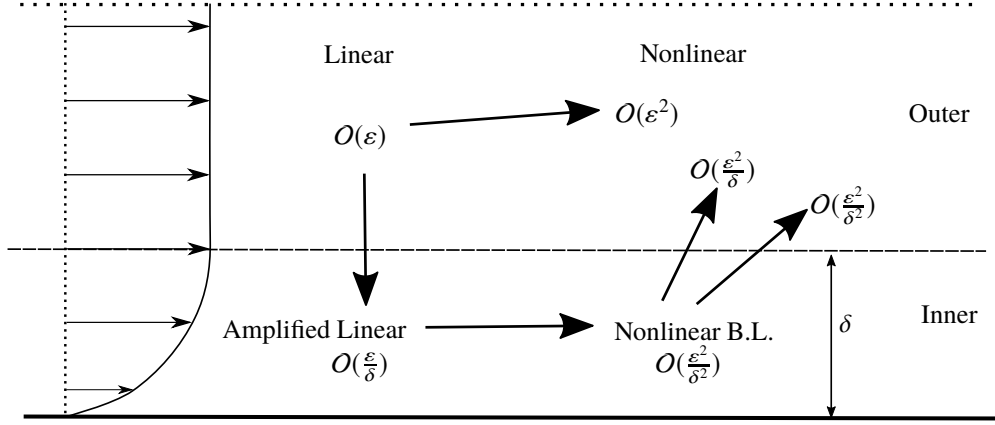 Linear
Nonlinear
𝒪(ε)
𝒪(ε²)
Outer
𝒪(ε²/δ)
𝒪(ε²/δ²)
Amplified Linear
𝒪(ε/δ)
Nonlinear B.L.
𝒪(ε²/δ²)
δ
Inner